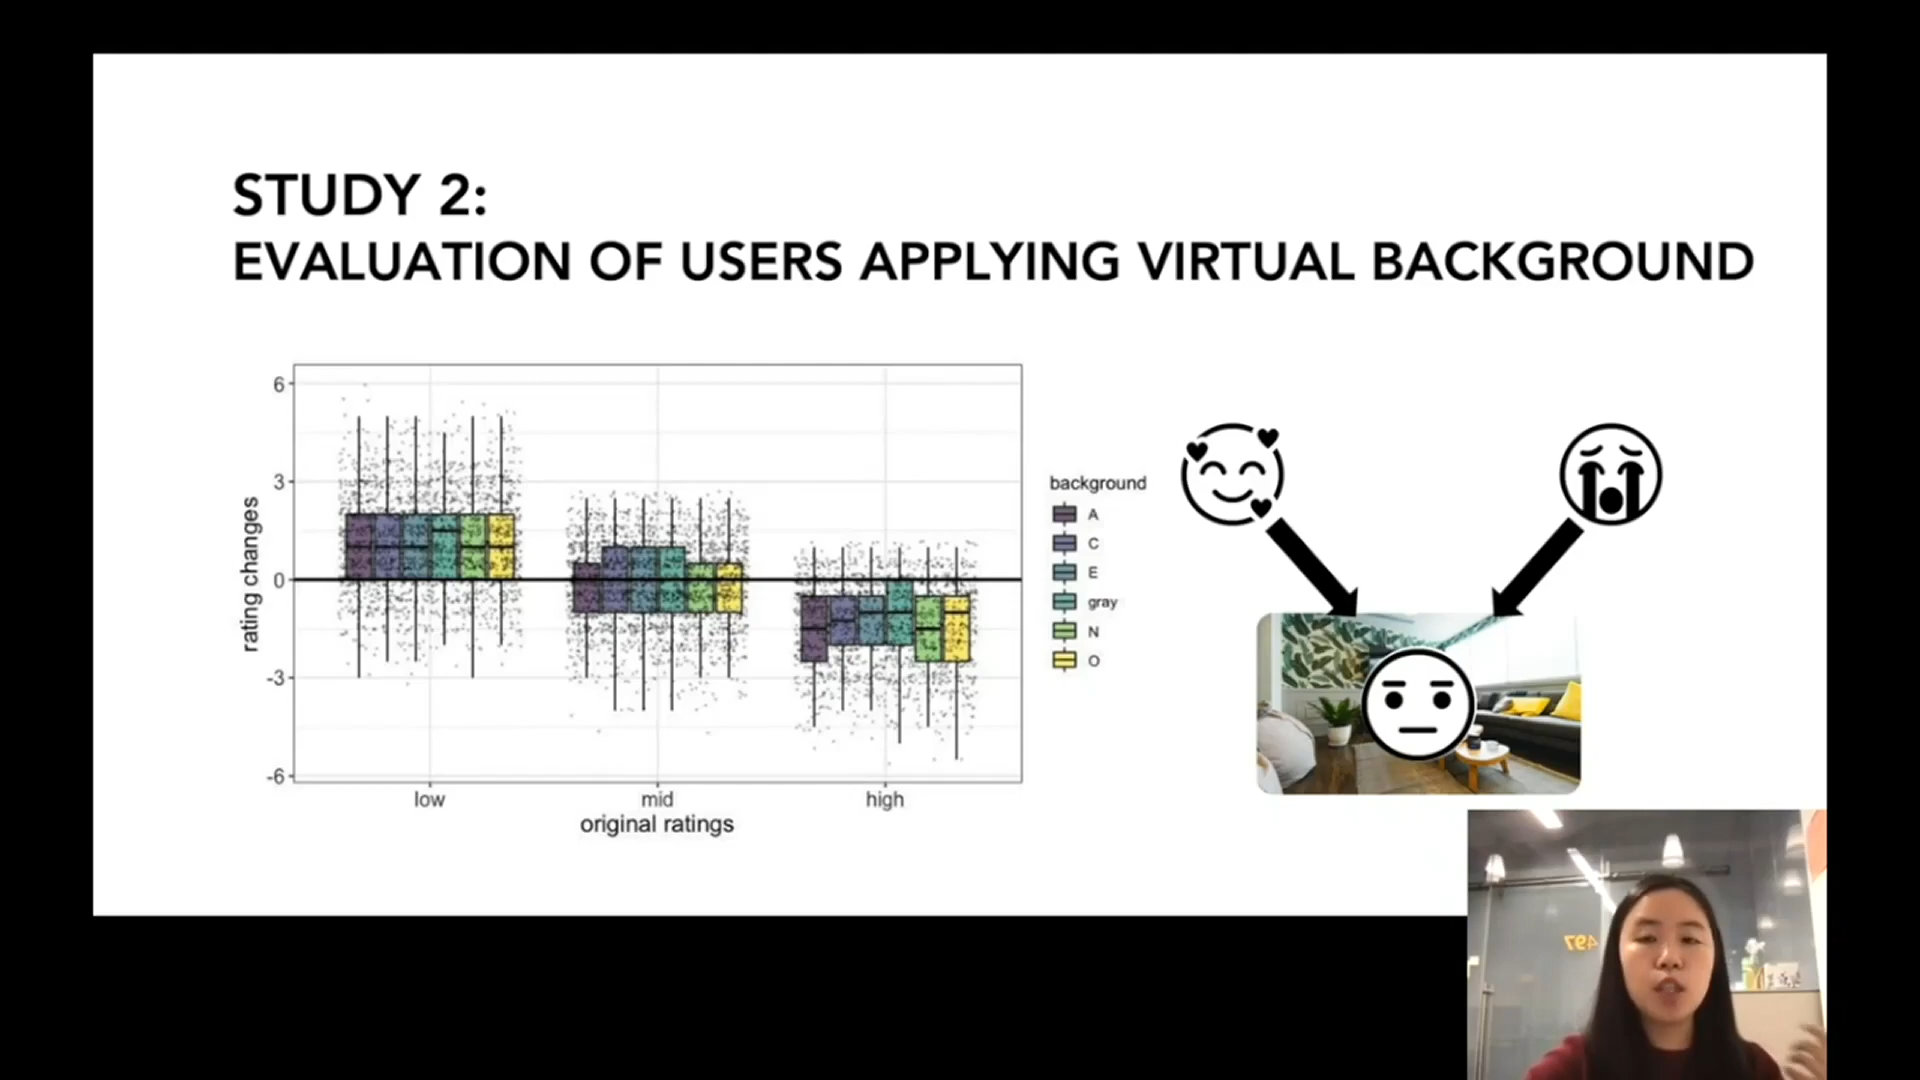 STUDY 2:
EVALUATION OF USERS APPLYING VIRTUAL BACKGROUND
6
3
0
-3
-6
rating changes
low
mid
high
original ratings
background
A
C
E
gray
N
O
497